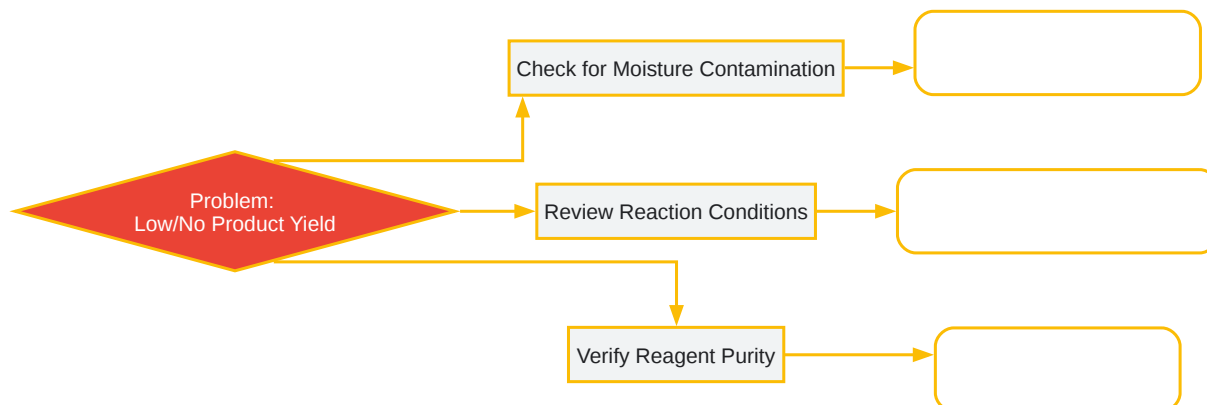 Check for Moisture Contamination
Problem:
Low/No Product Yield
Review Reaction Conditions
Verify Reagent Purity